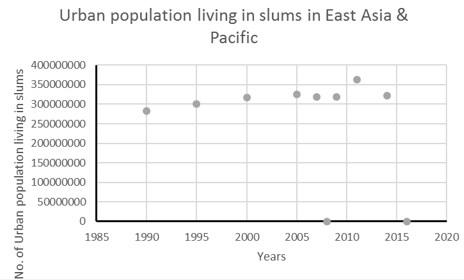 Urban population living in slums in East Asia &
Pacific
No. of Urban population living in slums
400000000
350000000
300000000
250000000
200000000
150000000
100000000
50000000
0
1985 1990 1995 2000 2005 2010 2015 2020
Years